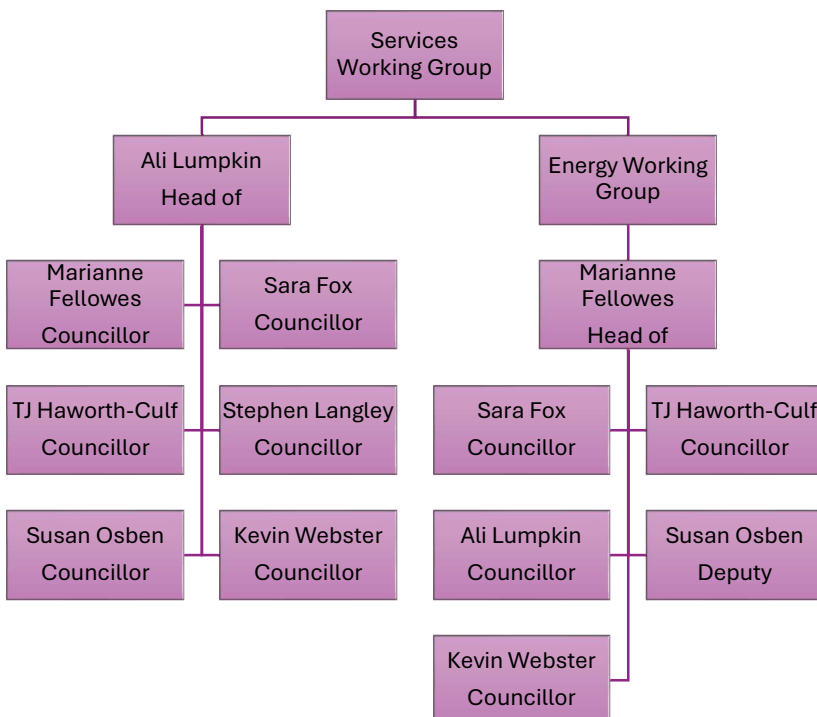 Services
Working Group
Ali Lumpkin
Head of
Energy Working
Group
Marianne
Fellowes
Councillor
Sara Fox
Councillor
Marianne
Fellowes
Head of
TJ Haworth-Culf
Councillor
Stephen Langley
Councillor
Sara Fox
Councillor
TJ Haworth-Culf
Councillor
Susan Osben
Councillor
Kevin Webster
Councillor
Ali Lumpkin
Councillor
Susan Osben
Deputy
Kevin Webster
Councillor